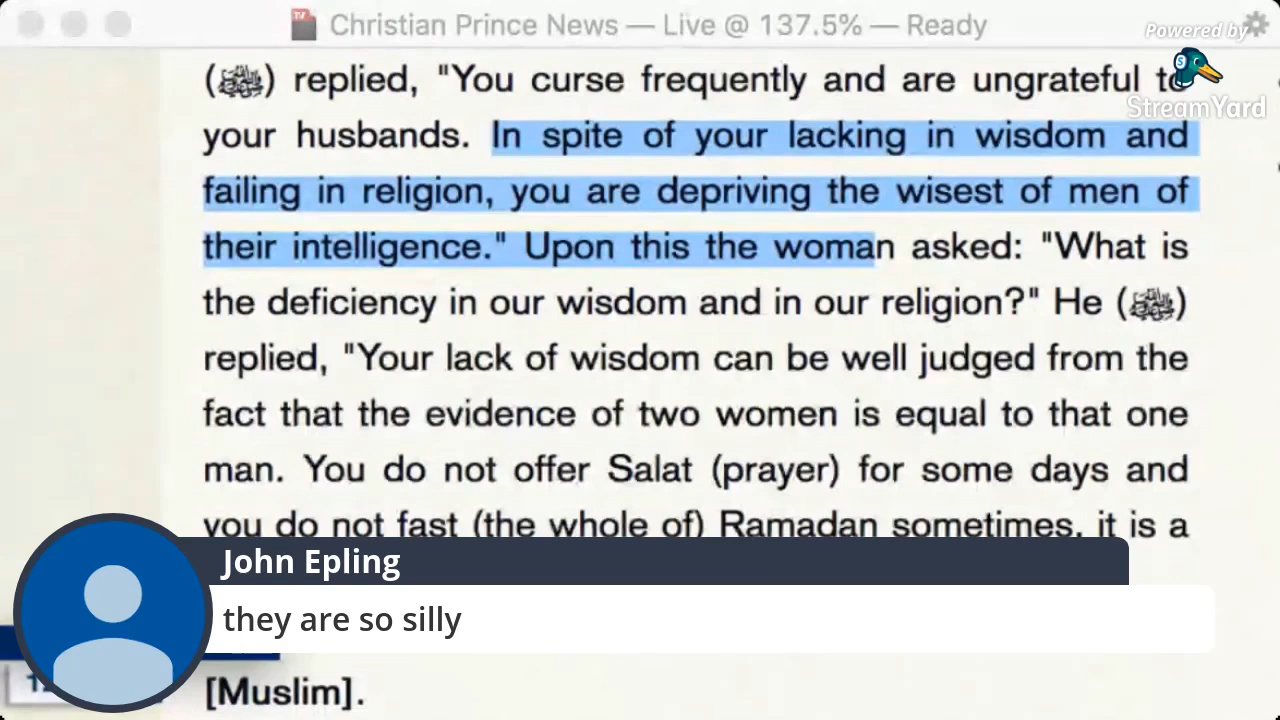 Christian Prince News — Live @ 137.5% — Ready
Powered by
StreamYard
(ﷺ) replied, "You curse frequently and are ungrateful to
your husbands. In spite of your lacking in wisdom and
failing in religion, you are depriving the wisest of men of
their intelligence." Upon this the woman asked: "What is
the deficiency in our wisdom and in our religion?" He (ﷺ)
replied, "Your lack of wisdom can be well judged from the
fact that the evidence of two women is equal to that one
man. You do not offer Salat (prayer) for some days and
you do not fast (the whole of) Ramadan sometimes, it is a
John Epling
they are so silly
[Muslim].